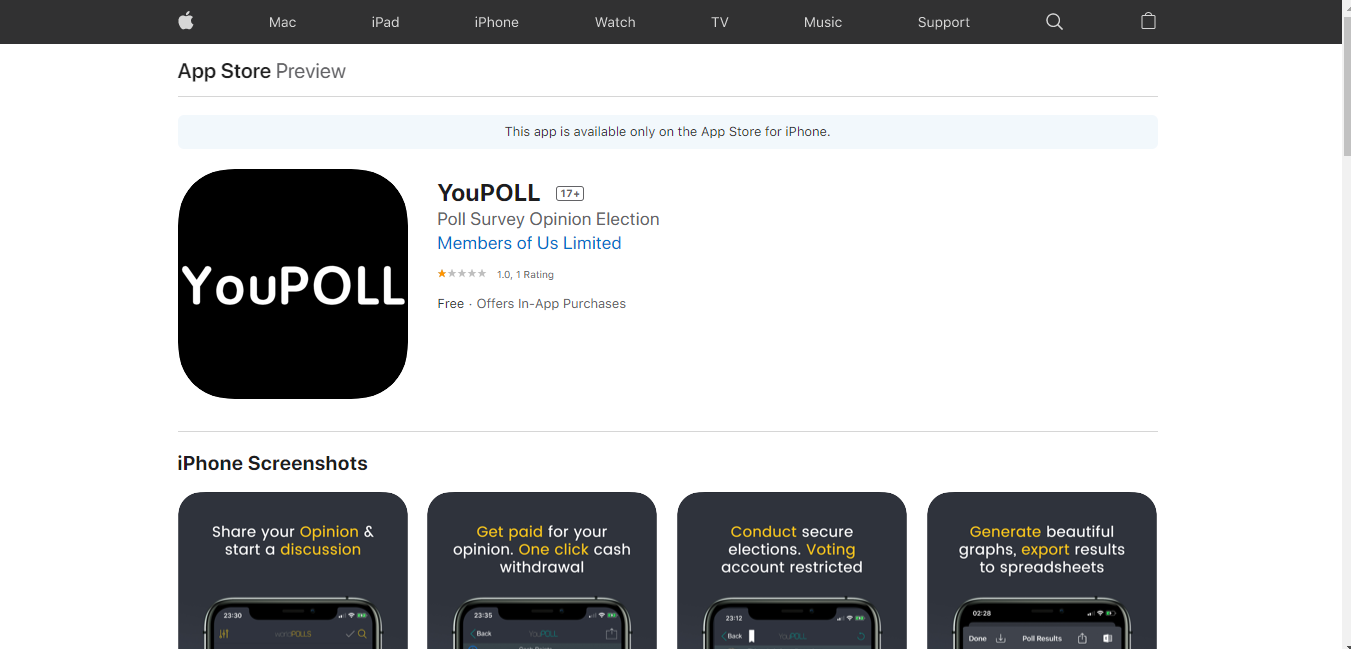 Mac iPad iPhone Watch TV Music Support
App Store Preview
This app is available only on the App Store for iPhone.
YouPOLL
YouPOLL 17+
Poll Survey Opinion Election
Members of Us Limited
1.0, 1 Rating
Free · Offers In-App Purchases
iPhone Screenshots
Share your Opinion &
start a discussion
23:30
wordPOLLS
Get paid for your
opinion. One click cash
withdrawal
23:35
Back YouPOLL
Conduct secure
elections. Voting
account restricted
23:12
Back YouPOLL
Generate beautiful
graphs, export results
to spreadsheets
02:28
Done Poll Results